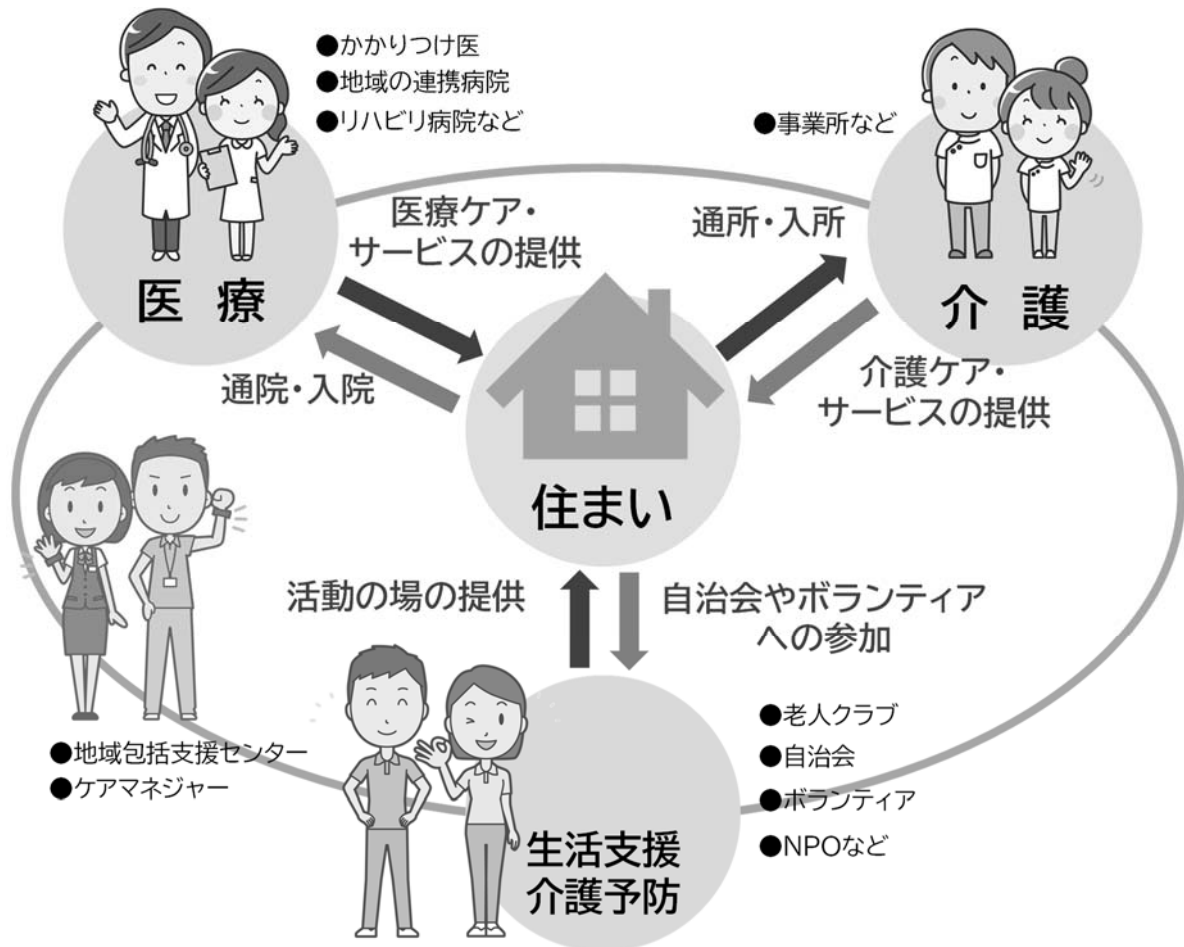 ●かかりつけ医
●地域の連携病院
●リハビリ病院など
●事業所など
医療ケア・
サービスの提供
通所・入所
医療
介護
通院・入院
介護ケア・
サービスの提供
住まい
活動の場の提供
自治会やボランティア
への参加
●地域包括支援センター
●ケアマネジャー
●老人クラブ
●自治会
●ボランティア
●NPOなど
生活支援
介護予防